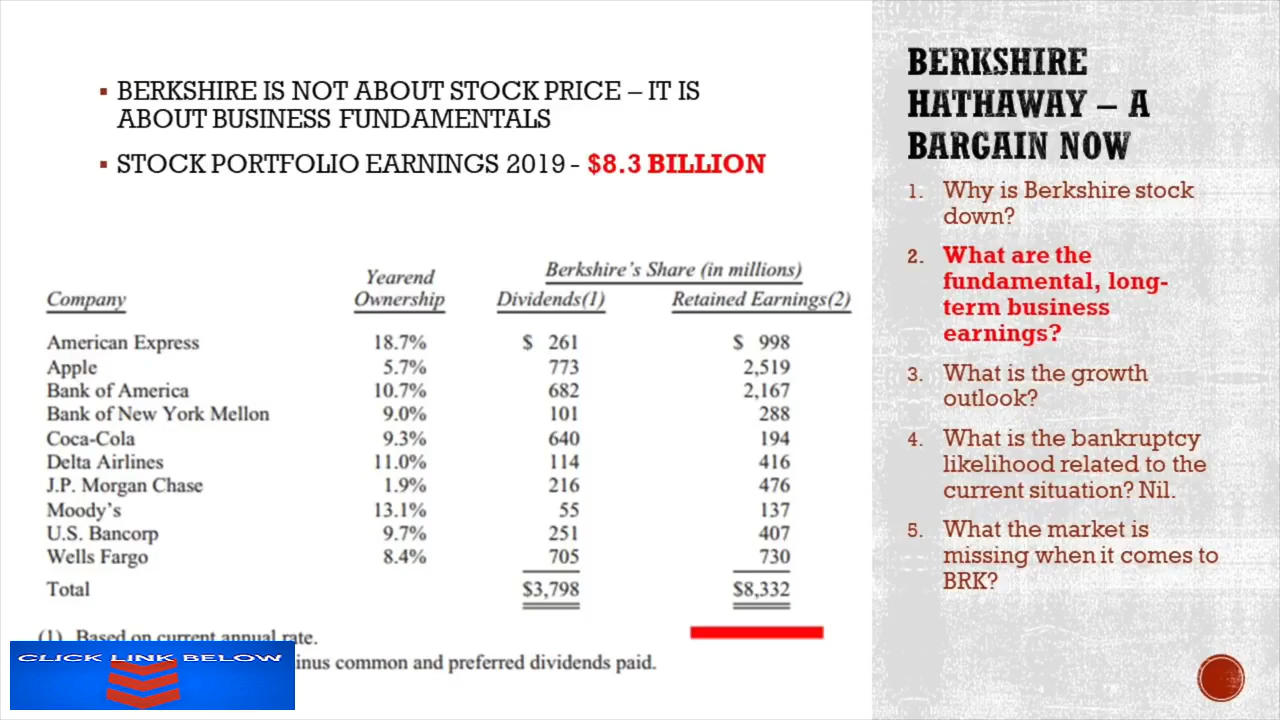 ▪ BERKSHIRE IS NOT ABOUT STOCK PRICE – IT IS
ABOUT BUSINESS FUNDAMENTALS
▪ STOCK PORTFOLIO EARNINGS 2019 - $8.3 BILLION
Berkshire's Share (in millions)
Yearend
Company Ownership Dividends(1) Retained Earnings(2)
American Express 18.7% $ 261 $ 998
Apple 5.7% 773 2,519
Bank of America 10.7% 682 2,167
Bank of New York Mellon 9.0% 101 288
Coca-Cola 9.3% 640 194
Delta Airlines 11.0% 114 416
J.P. Morgan Chase 1.9% 216 476
Moody's 13.1% 55 137
U.S. Bancorp 9.7% 251 407
Wells Fargo 8.4% 705 730
Total $3,798 $8,332
(1) Based on current annual rate.
inus common and preferred dividends paid.
CLICK LINK BELOW
BERKSHIRE
HATHAWAY – A
BARGAIN NOW
1. Why is Berkshire stock
down?
2. What are the
fundamental, long-
term business
earnings?
3. What is the growth
outlook?
4. What is the bankruptcy
likelihood related to the
current situation? Nil.
5. What the market is
missing when it comes to
BRK?